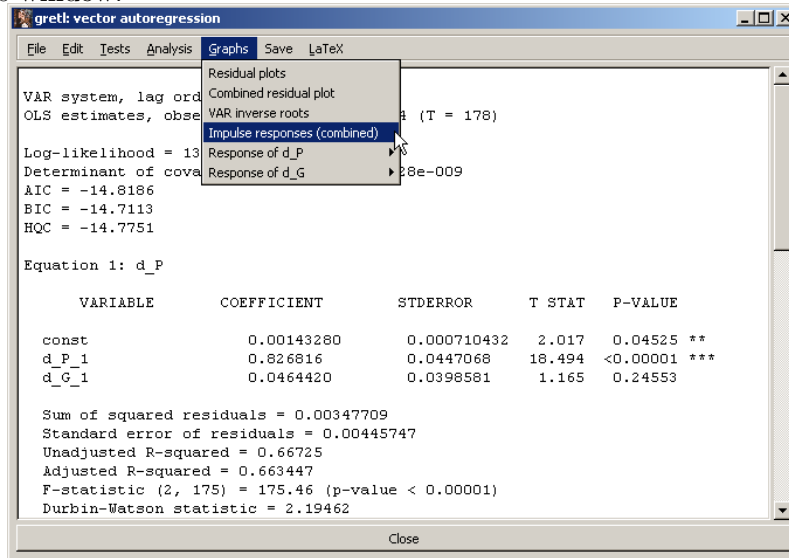 gretl: vector autoregression
File Edit Tests Analysis Graphs Save LaTeX
Residual plots
Combined residual plot
VAR inverse roots
Impulse responses (combined)
Response of d_P
Response of d_G
VAR system, lag ord
OLS estimates, obse 4 (T = 178)
Log-likelihood = 13
Determinant of cova 28e-009
AIC = -14.8186
BIC = -14.7113
HQC = -14.7751
Equation 1: d_P
VARIABLE COEFFICIENT STDERROR T STAT P-VALUE
const 0.00143280 0.000710432 2.017 0.04525 **
d_P_1 0.826816 0.0447068 18.494 <0.00001 ***
d_G_1 0.0464420 0.0398581 1.165 0.24553
Sum of squared residuals = 0.00347709
Standard error of residuals = 0.00445747
Unadjusted R-squared = 0.66725
Adjusted R-squared = 0.663447
F-statistic (2, 175) = 175.46 (p-value < 0.00001)
Durbin-Watson statistic = 2.19462
Close